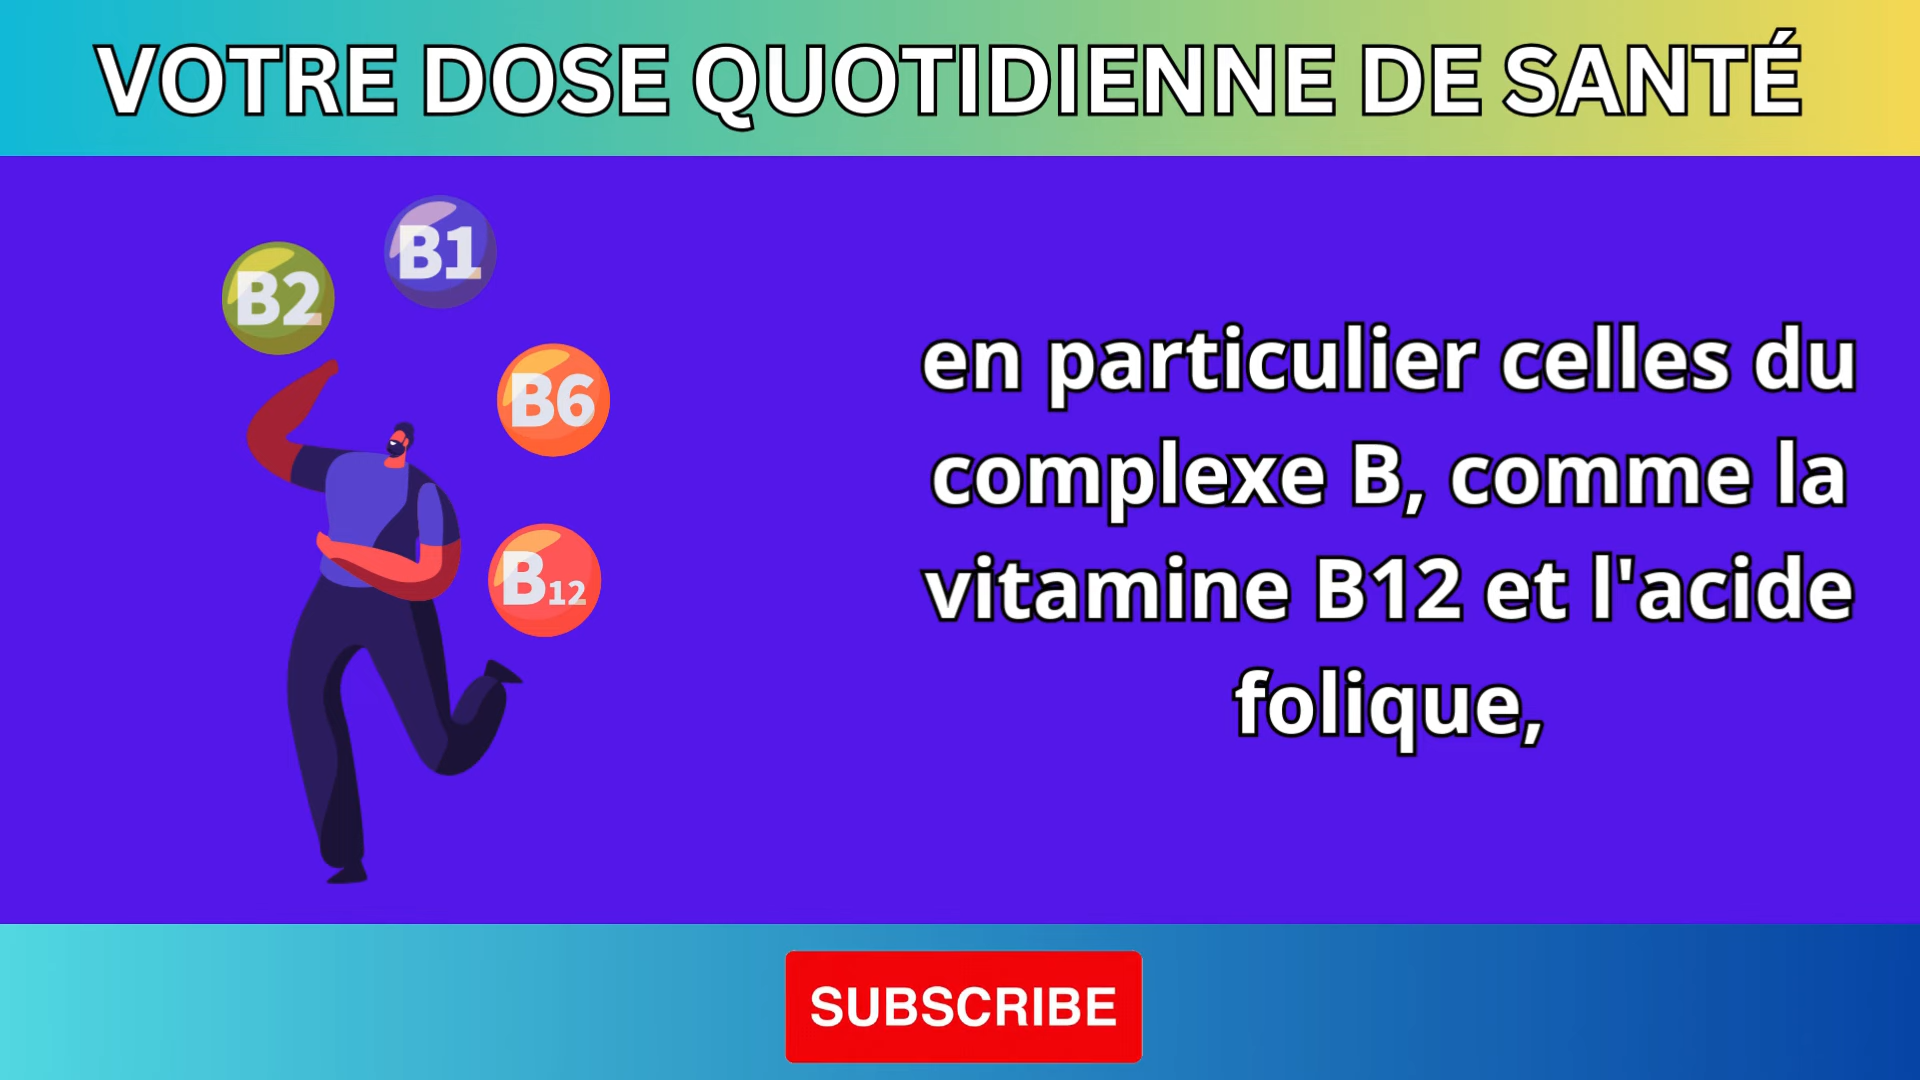 VOTRE DOSE QUOTIDIENNE DE SANTÉ
B1
B2
B6
B12
en particulier celles du
complexe B, comme la
vitamine B12 et l'acide
folique,
SUBSCRIBE